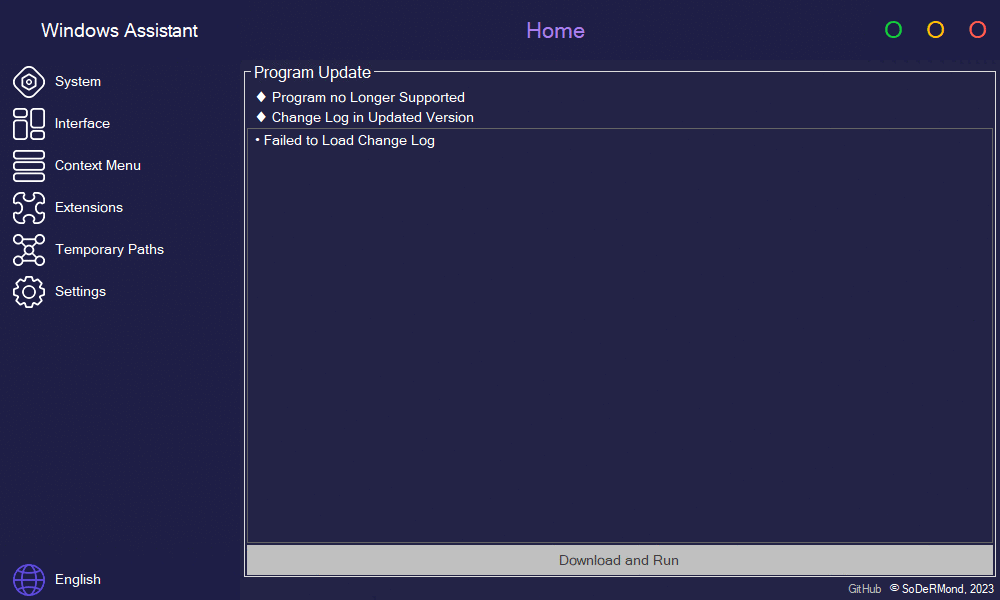 Windows Assistant
Home
System
Interface
Context Menu
Extensions
Temporary Paths
Settings
English
Program Update
♦ Program no Longer Supported
♦ Change Log in Updated Version
• Failed to Load Change Log
Download and Run
GitHub © SoDeRMond, 2023